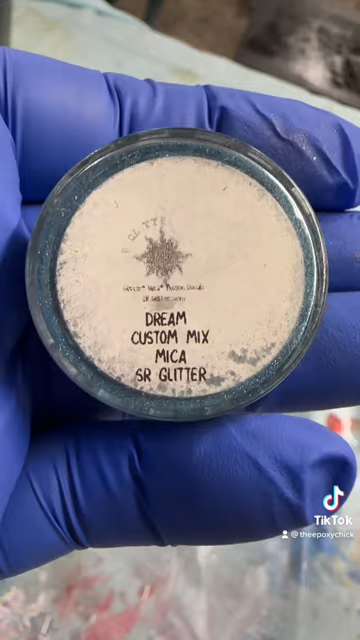 DREAM
CUSTOM MIX
MICA
SR GLITTER
TikTok
@theepoxychick